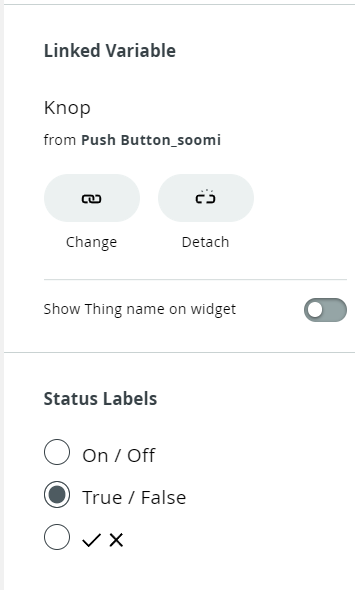 Linked Variable
Knop
from Push Button_soomi
Change Detach
Show Thing name on widget
Status Labels
On / Off
True / False
✓ ✕